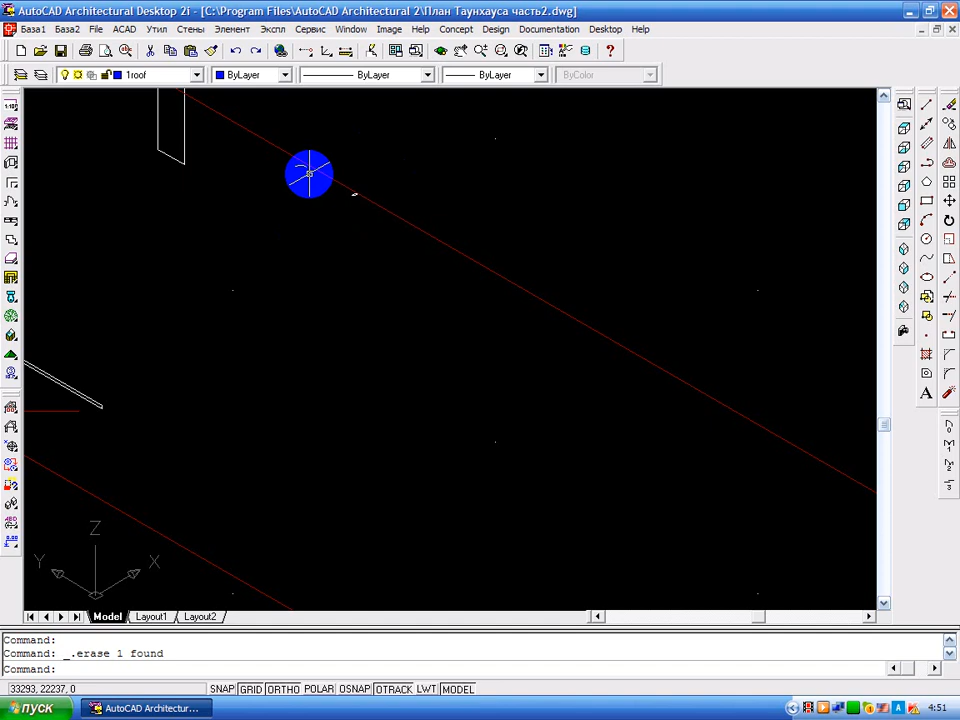 AutoCAD Architectural Desktop 2i - [C:\Program Files\AutoCAD Architectural 2\План Таунхауса часть2.dwg]
База1 База2 File ACAD Утил Стены Элемент Экспл Сервис Window Image Help Concept Design Documentation Desktop Help
1roof ByLayer ByLayer ByLayer ByColor
Z
Y X
Model Layout1 Layout2
Command:
Command: _.erase 1 found
Command:
33293, 22237, 0 SNAP GRID ORTHO POLAR OSNAP OTRACK LWT MODEL
пуск AutoCAD Architectur... 4:51